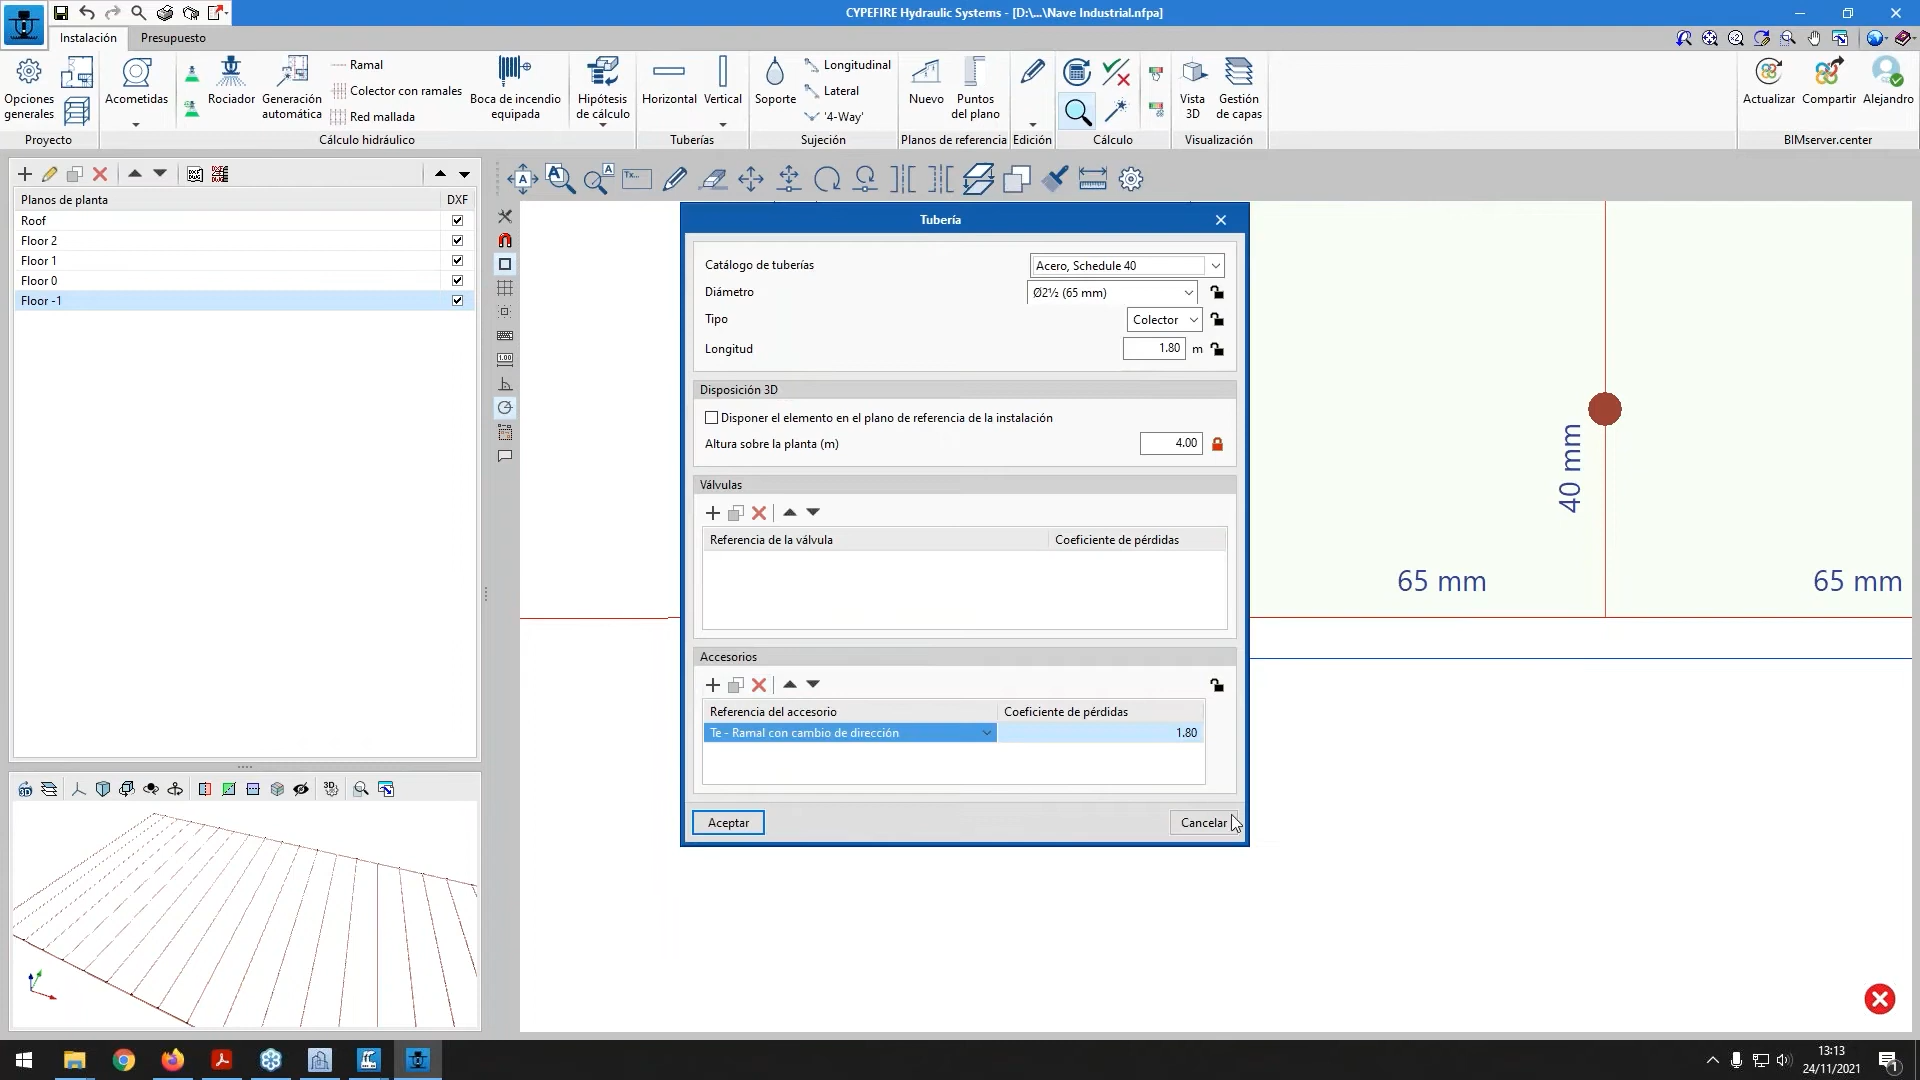 CYPEFIRE Hydraulic Systems - [D:\...\Nave Industrial.nfpa]
Instalación
Presupuesto
Opciones generales
Proyecto
Acometidas
Rociador
Generación automática
Ramal
Colector con ramales
Red mallada
Boca de incendio equipada
Hipótesis de cálculo
Cálculo hidráulico
Horizontal
Vertical
Tuberías
Soporte
Longitudinal
Lateral
'4-Way'
Sujeción
Nuevo
Puntos del plano
Planos de referencia
Edición
Cálculo
Vista 3D
Gestión de capas
Visualización
Actualizar
Compartir
Alejandro
BIMserver.center
Planos de planta
DXF
Roof
Floor 2
Floor 1
Floor 0
Floor -1
Tubería
Catálogo de tuberías
Acero, Schedule 40
Diámetro
Ø2½ (65 mm)
Tipo
Colector
Longitud
1.80 m
Disposición 3D
Disponer el elemento en el plano de referencia de la instalación
Altura sobre la planta (m)
4.00
Válvulas
Referencia de la válvula
Coeficiente de pérdidas
Accesorios
Referencia del accesorio
Coeficiente de pérdidas
Te - Ramal con cambio de dirección
1.80
Aceptar
Cancelar
40 mm
65 mm
65 mm
13:13
24/11/2021